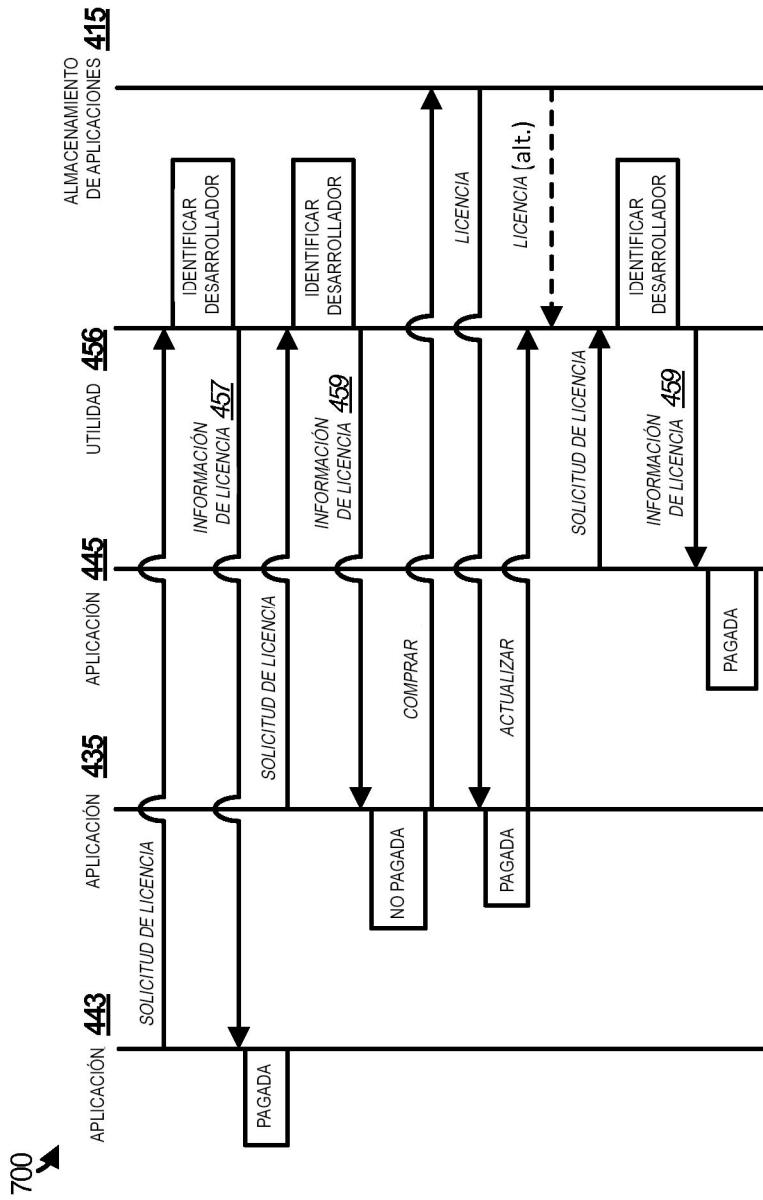 700
APLICACIÓN 443
APLICACIÓN 435
APLICACIÓN 445
UTILIDAD 456
ALMACENAMIENTO
DE APLICACIONES 415
SOLICITUD DE LICENCIA
IDENTIFICAR
DESARROLLADOR
INFORMACIÓN
DE LICENCIA 457
PAGADA
SOLICITUD DE LICENCIA
IDENTIFICAR
DESARROLLADOR
INFORMACIÓN
DE LICENCIA 459
NO PAGADA
COMPRAR
LICENCIA
PAGADA
ACTUALIZAR
LICENCIA (alt.)
SOLICITUD DE LICENCIA
IDENTIFICAR
DESARROLLADOR
INFORMACIÓN
DE LICENCIA 459
PAGADA